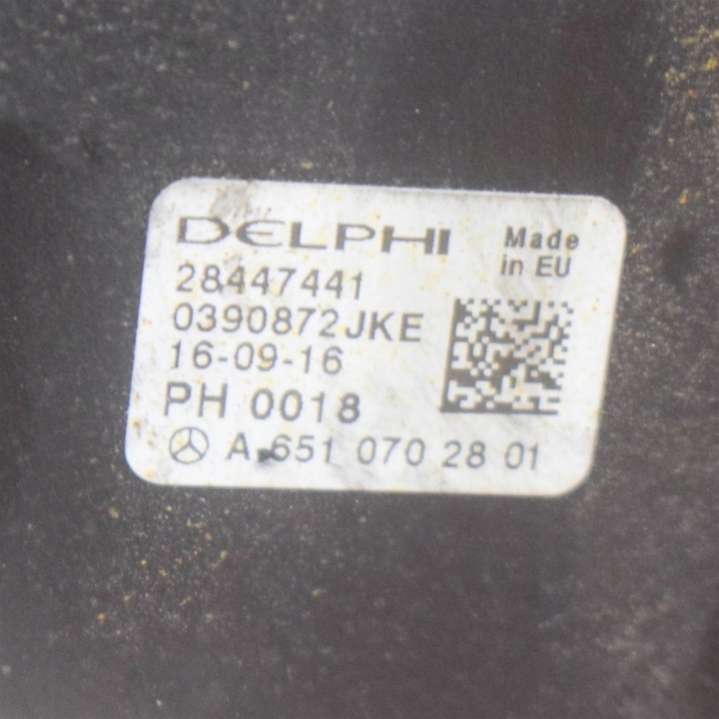 DELPHI
Made
in EU
28447441
0390872JKE
16-09-16
PH 0018
A 651 070 28 01